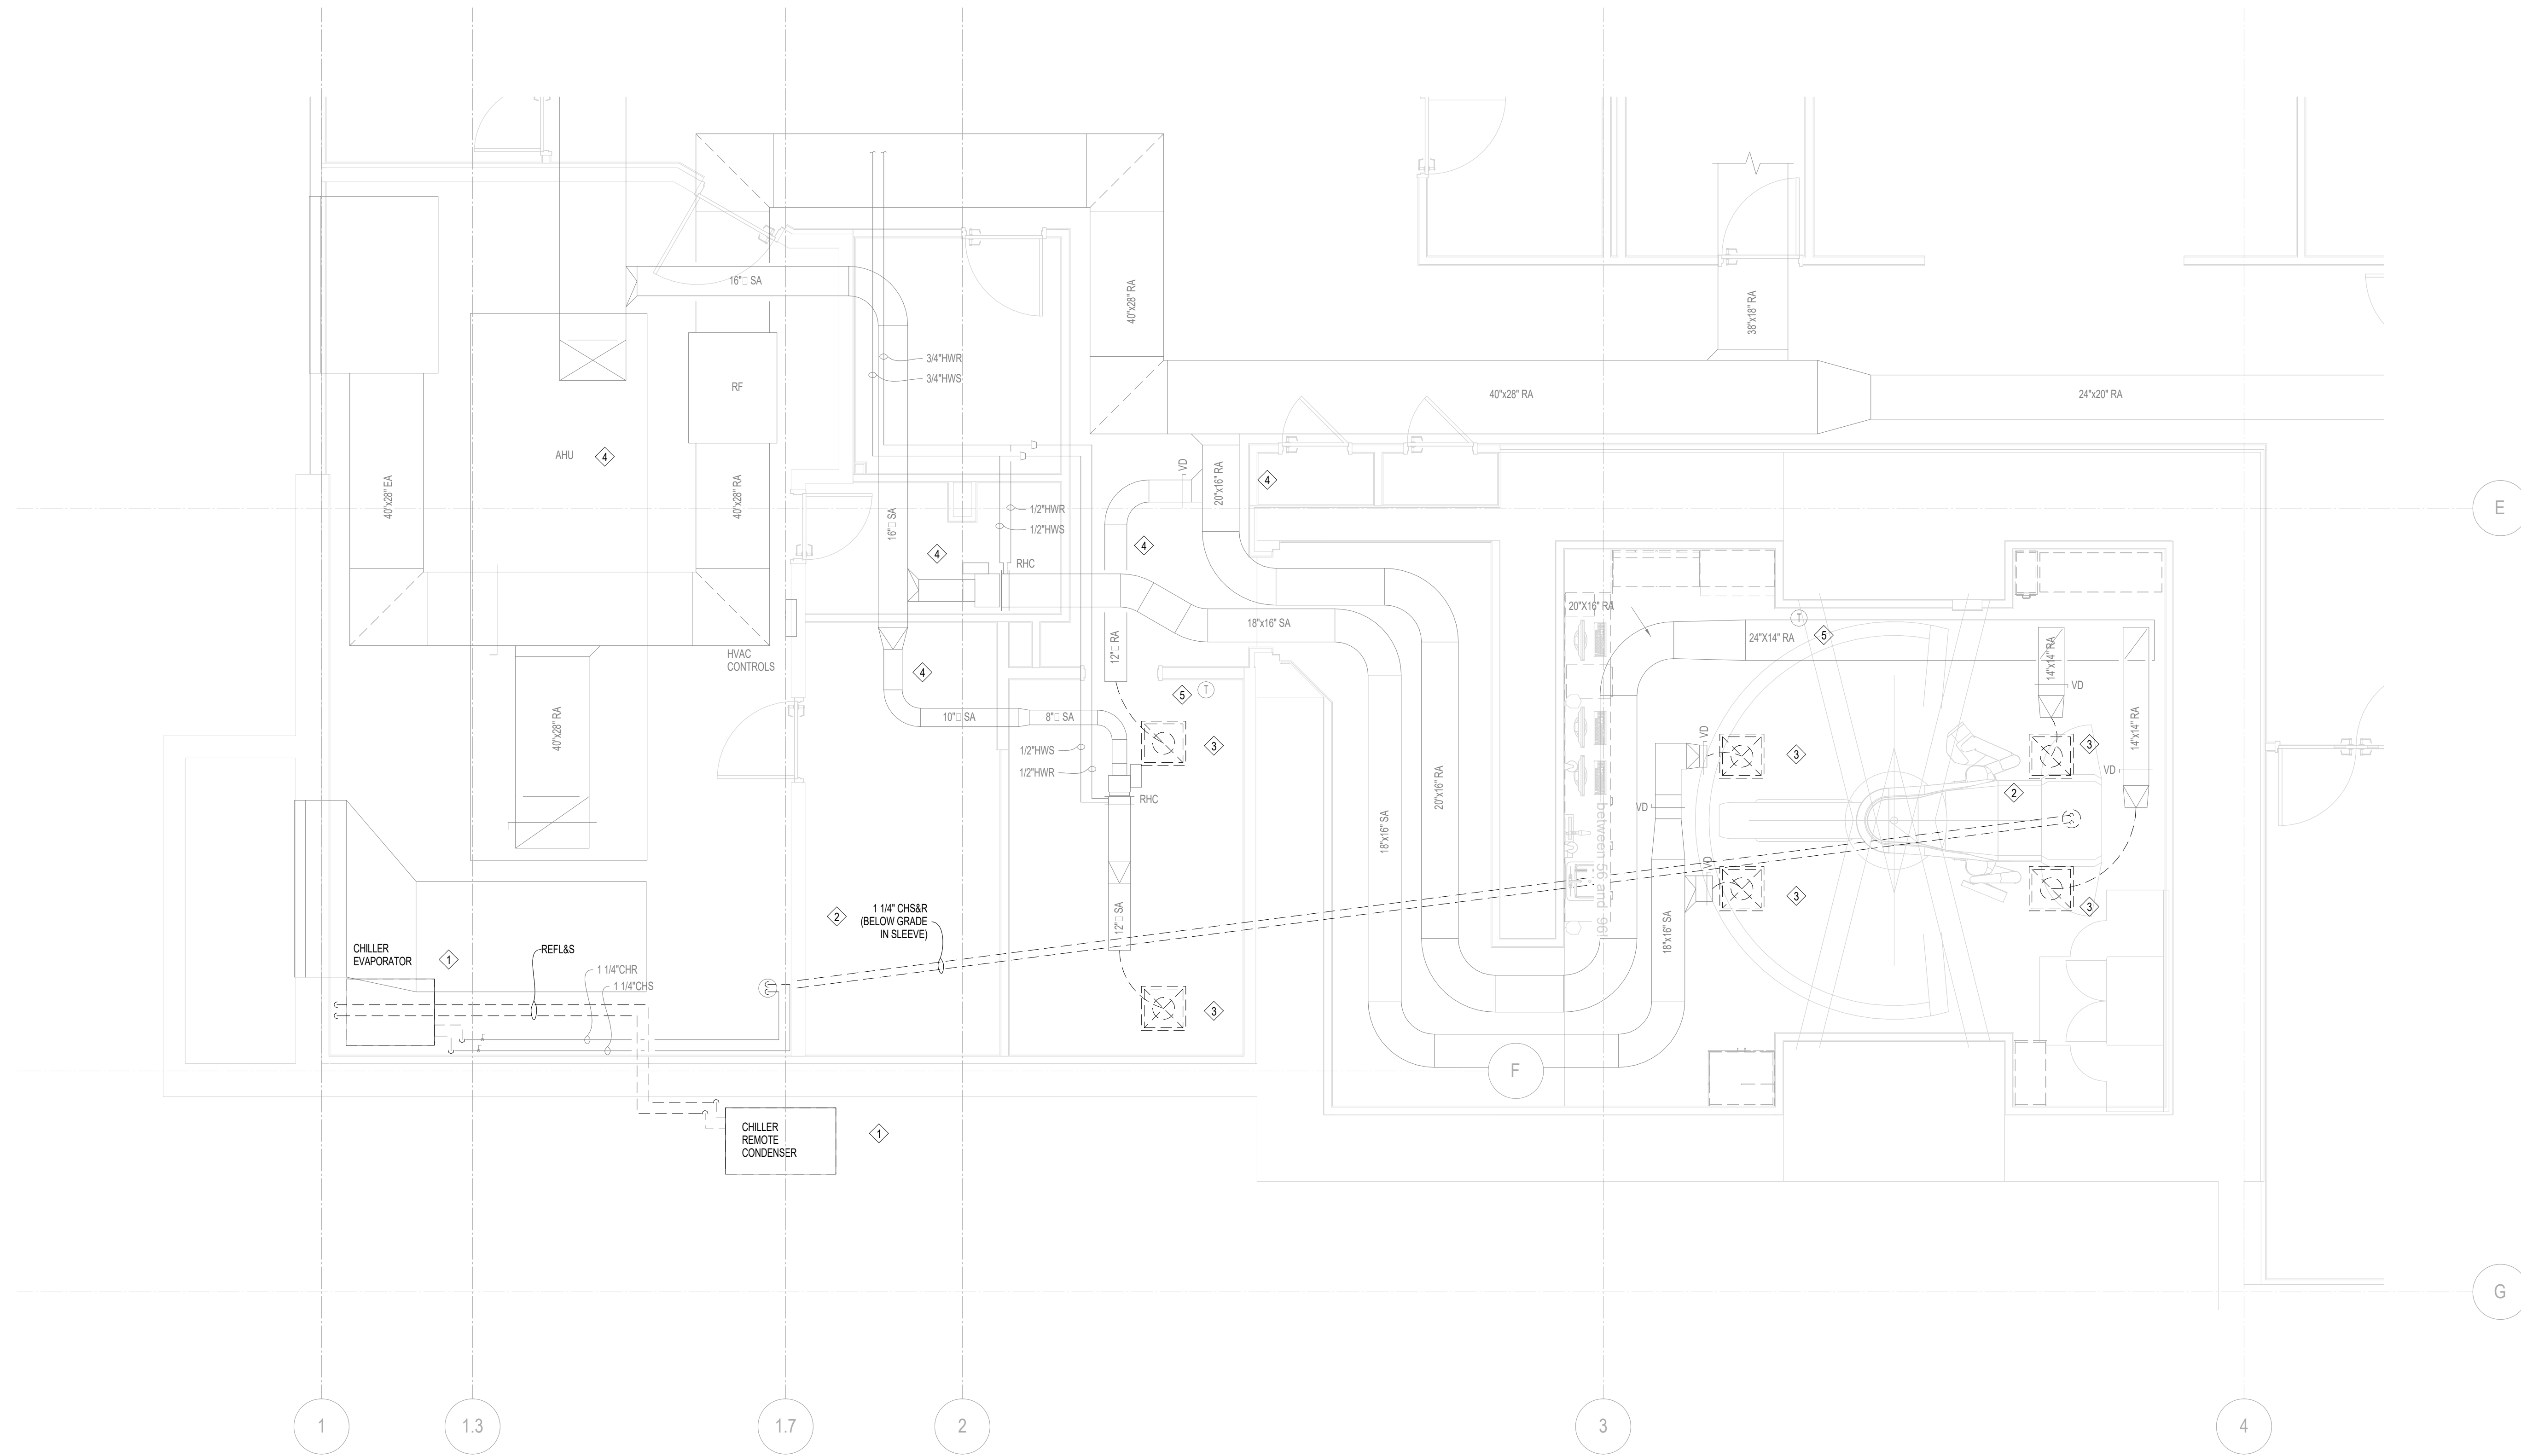 16"□ SA
40"x28" RA
38"x18" RA
3/4"HWR
3/4"HWS
RF
40"x28" RA
24"x20" RA
AHU
4
VD
20"x16" RA
4
40"x28" EA
40"x28" RA
E
1/2"HWR
1/2"HWS
16"□ SA
4
4
RHC
20"X16" RA
T
18"x16" SA
24"X14" RA
5
HVAC
CONTROLS
12"□ RA
14"x14" RA
4
5
T
VD
10"□ SA
8"□ SA
40"x28" RA
14"x14" RA
1/2"HWS
3
VD
3
3
1/2"HWR
VD
20"x16" RA
RHC
2
VD
between 56 and 96!
18"x16" SA
VD
2
1 1/4" CHS&R
(BELOW GRADE
IN SLEEVE)
12"□ SA
3
3
18"x16" SA
CHILLER
EVAPORATOR
1
REFL&S
1 1/4"CHR
1 1/4"CHS
3
F
CHILLER
REMOTE
CONDENSER
1
G
1
1.3
1.7
2
3
4